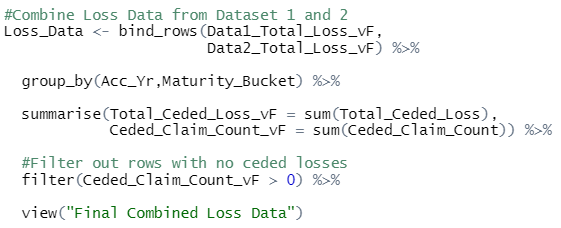 #Combine Loss Data from Dataset 1 and 2
Loss_Data <- bind_rows(Data1_Total_Loss_vF,
Data2_Total_Loss_vF) %>%
group_by(Acc_Yr,Maturity_Bucket) %>%
summarise(Total_Ceded_Loss_vF = sum(Total_Ceded_Loss),
Ceded_Claim_Count_vF = sum(Ceded_Claim_Count)) %>%
#Filter out rows with no ceded losses
filter(Ceded_Claim_Count_vF > 0) %>%
view("Final Combined Loss Data")